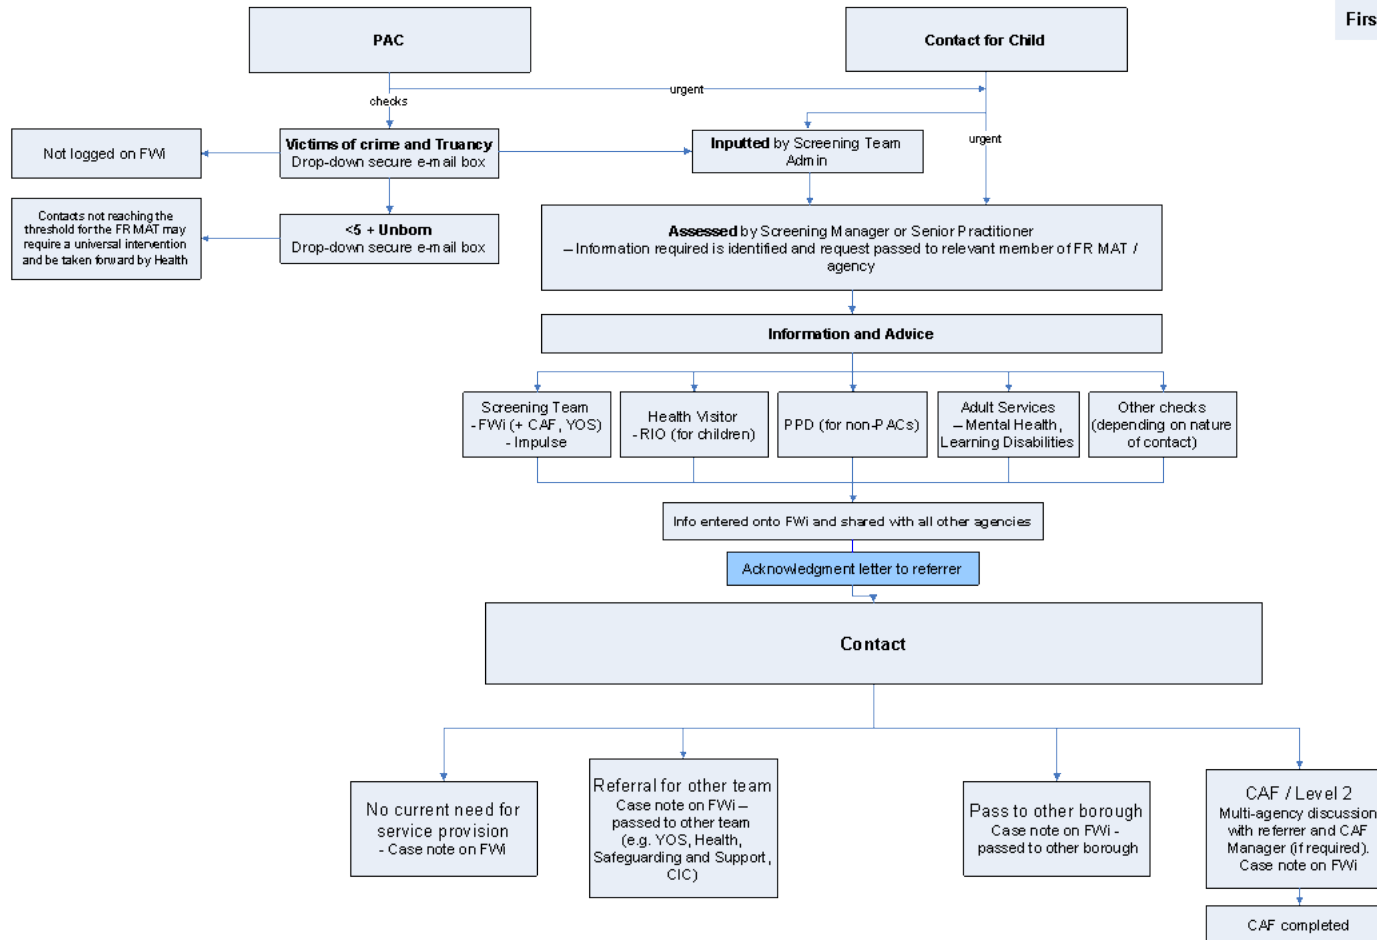 Firs
PAC
Contact for Child
urgent
checks
urgent
Not logged on FWi
Victims of crime and Truancy
Drop-down secure e-mail box
Inputted by Screening Team
Admin
Contacts not reaching the
threshold for the FR MAT may
require a universal intervention
and be taken forward by Health
<5 + Unborn
Drop-down secure e-mail box
Assessed by Screening Manager or Senior Practitioner
– Information required is identified and request passed to relevant member of FR MAT /
agency
Information and Advice
Screening Team
- FWi (+ CAF, YOS)
- Impulse
Health Visitor
- RIO (for children)
PPD (for non-PACs)
Adult Services
– Mental Health,
Learning Disabilities
Other checks
(depending on nature
of contact)
Info entered onto FWi and shared with all other agencies
Acknowledgment letter to referrer
Contact
No current need for
service provision
- Case note on FWi
Referral for other team
Case note on FWi –
passed to other team
(e.g. YOS, Health,
Safeguarding and Support,
CIC)
Pass to other borough
Case note on FWi -
passed to other borough
CAF / Level 2
Multi-agency discussion
with referrer and CAF
Manager (if required).
Case note on FWi
CAF completed